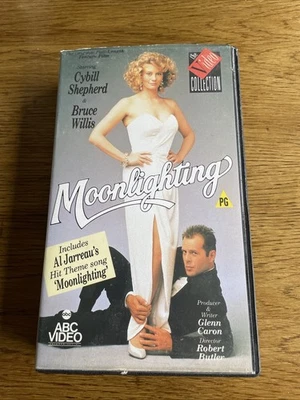 Starring
Cybill
Shepherd
&
Bruce
Willis
The
Video
COLLECTION
Moonlighting
PG
Includes
Al Jarreau's
Hit Theme song
'Moonlighting'
abc
ABC
VIDEO
Producer
&
Writer
Glenn
Caron
Director
Robert
Butler